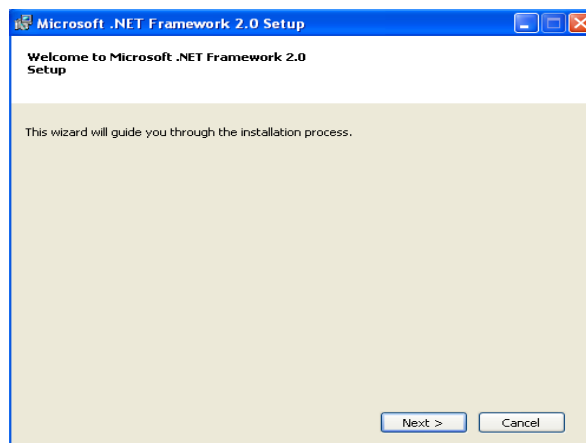 Microsoft .NET Framework 2.0 Setup
Welcome to Microsoft .NET Framework 2.0
Setup
This wizard will guide you through the installation process.
Next >
Cancel